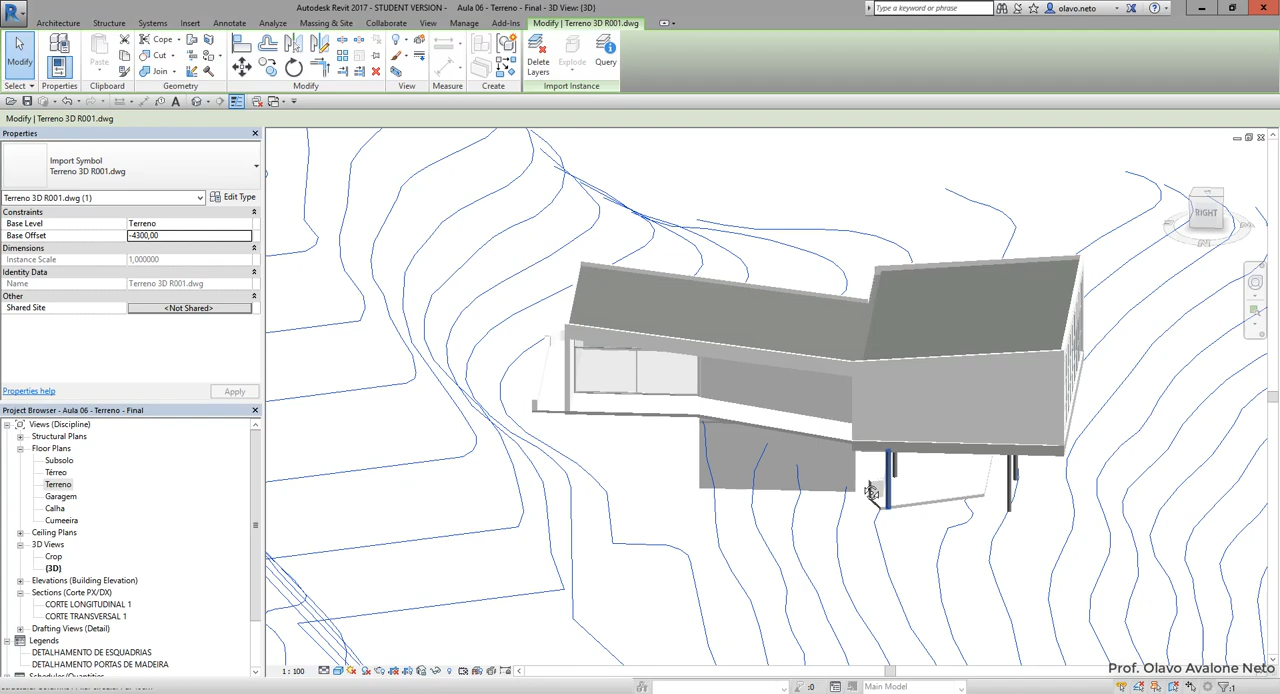 Autodesk Revit 2017 - STUDENT VERSION - Aula 06 - Terreno - Final - 3D View: {3D}
Type a keyword or phrase
olavo.neto
Architecture Structure Systems Insert Annotate Analyze Massing & Site Collaborate View Manage Add-Ins Modify | Terreno 3D R001.dwg
Modify
Paste
Cope
Cut
Join
Delete
Layers
Explode
Query
Select Properties Clipboard Geometry Modify View Measure Create Import Instance
Modify | Terreno 3D R001.dwg
Properties
Import Symbol
Terreno 3D R001.dwg
Terreno 3D R001.dwg (1)
Edit Type
Constraints
Base Level Terreno
Base Offset -4300,00
Dimensions
Instance Scale 1,000000
Identity Data
Name Terreno 3D R001.dwg
Other
Shared Site <Not Shared>
Properties help
Apply
Project Browser - Aula 06 - Terreno - Final
Views (Discipline)
Structural Plans
Floor Plans
Subsolo
Térreo
Terreno
Garagem
Calha
Cumeeira
Ceiling Plans
3D Views
Crop
{3D}
Elevations (Building Elevation)
Sections (Corte PX/DX)
CORTE LONGITUDINAL 1
CORTE TRANSVERSAL 1
Drafting Views (Detail)
Legends
DETALHAMENTO DE ESQUADRIAS
DETALHAMENTO PORTAS DE MADEIRA
RIGHT
1 : 100
Prof. Olavo Avalone Neto
:0
Main Model
:1